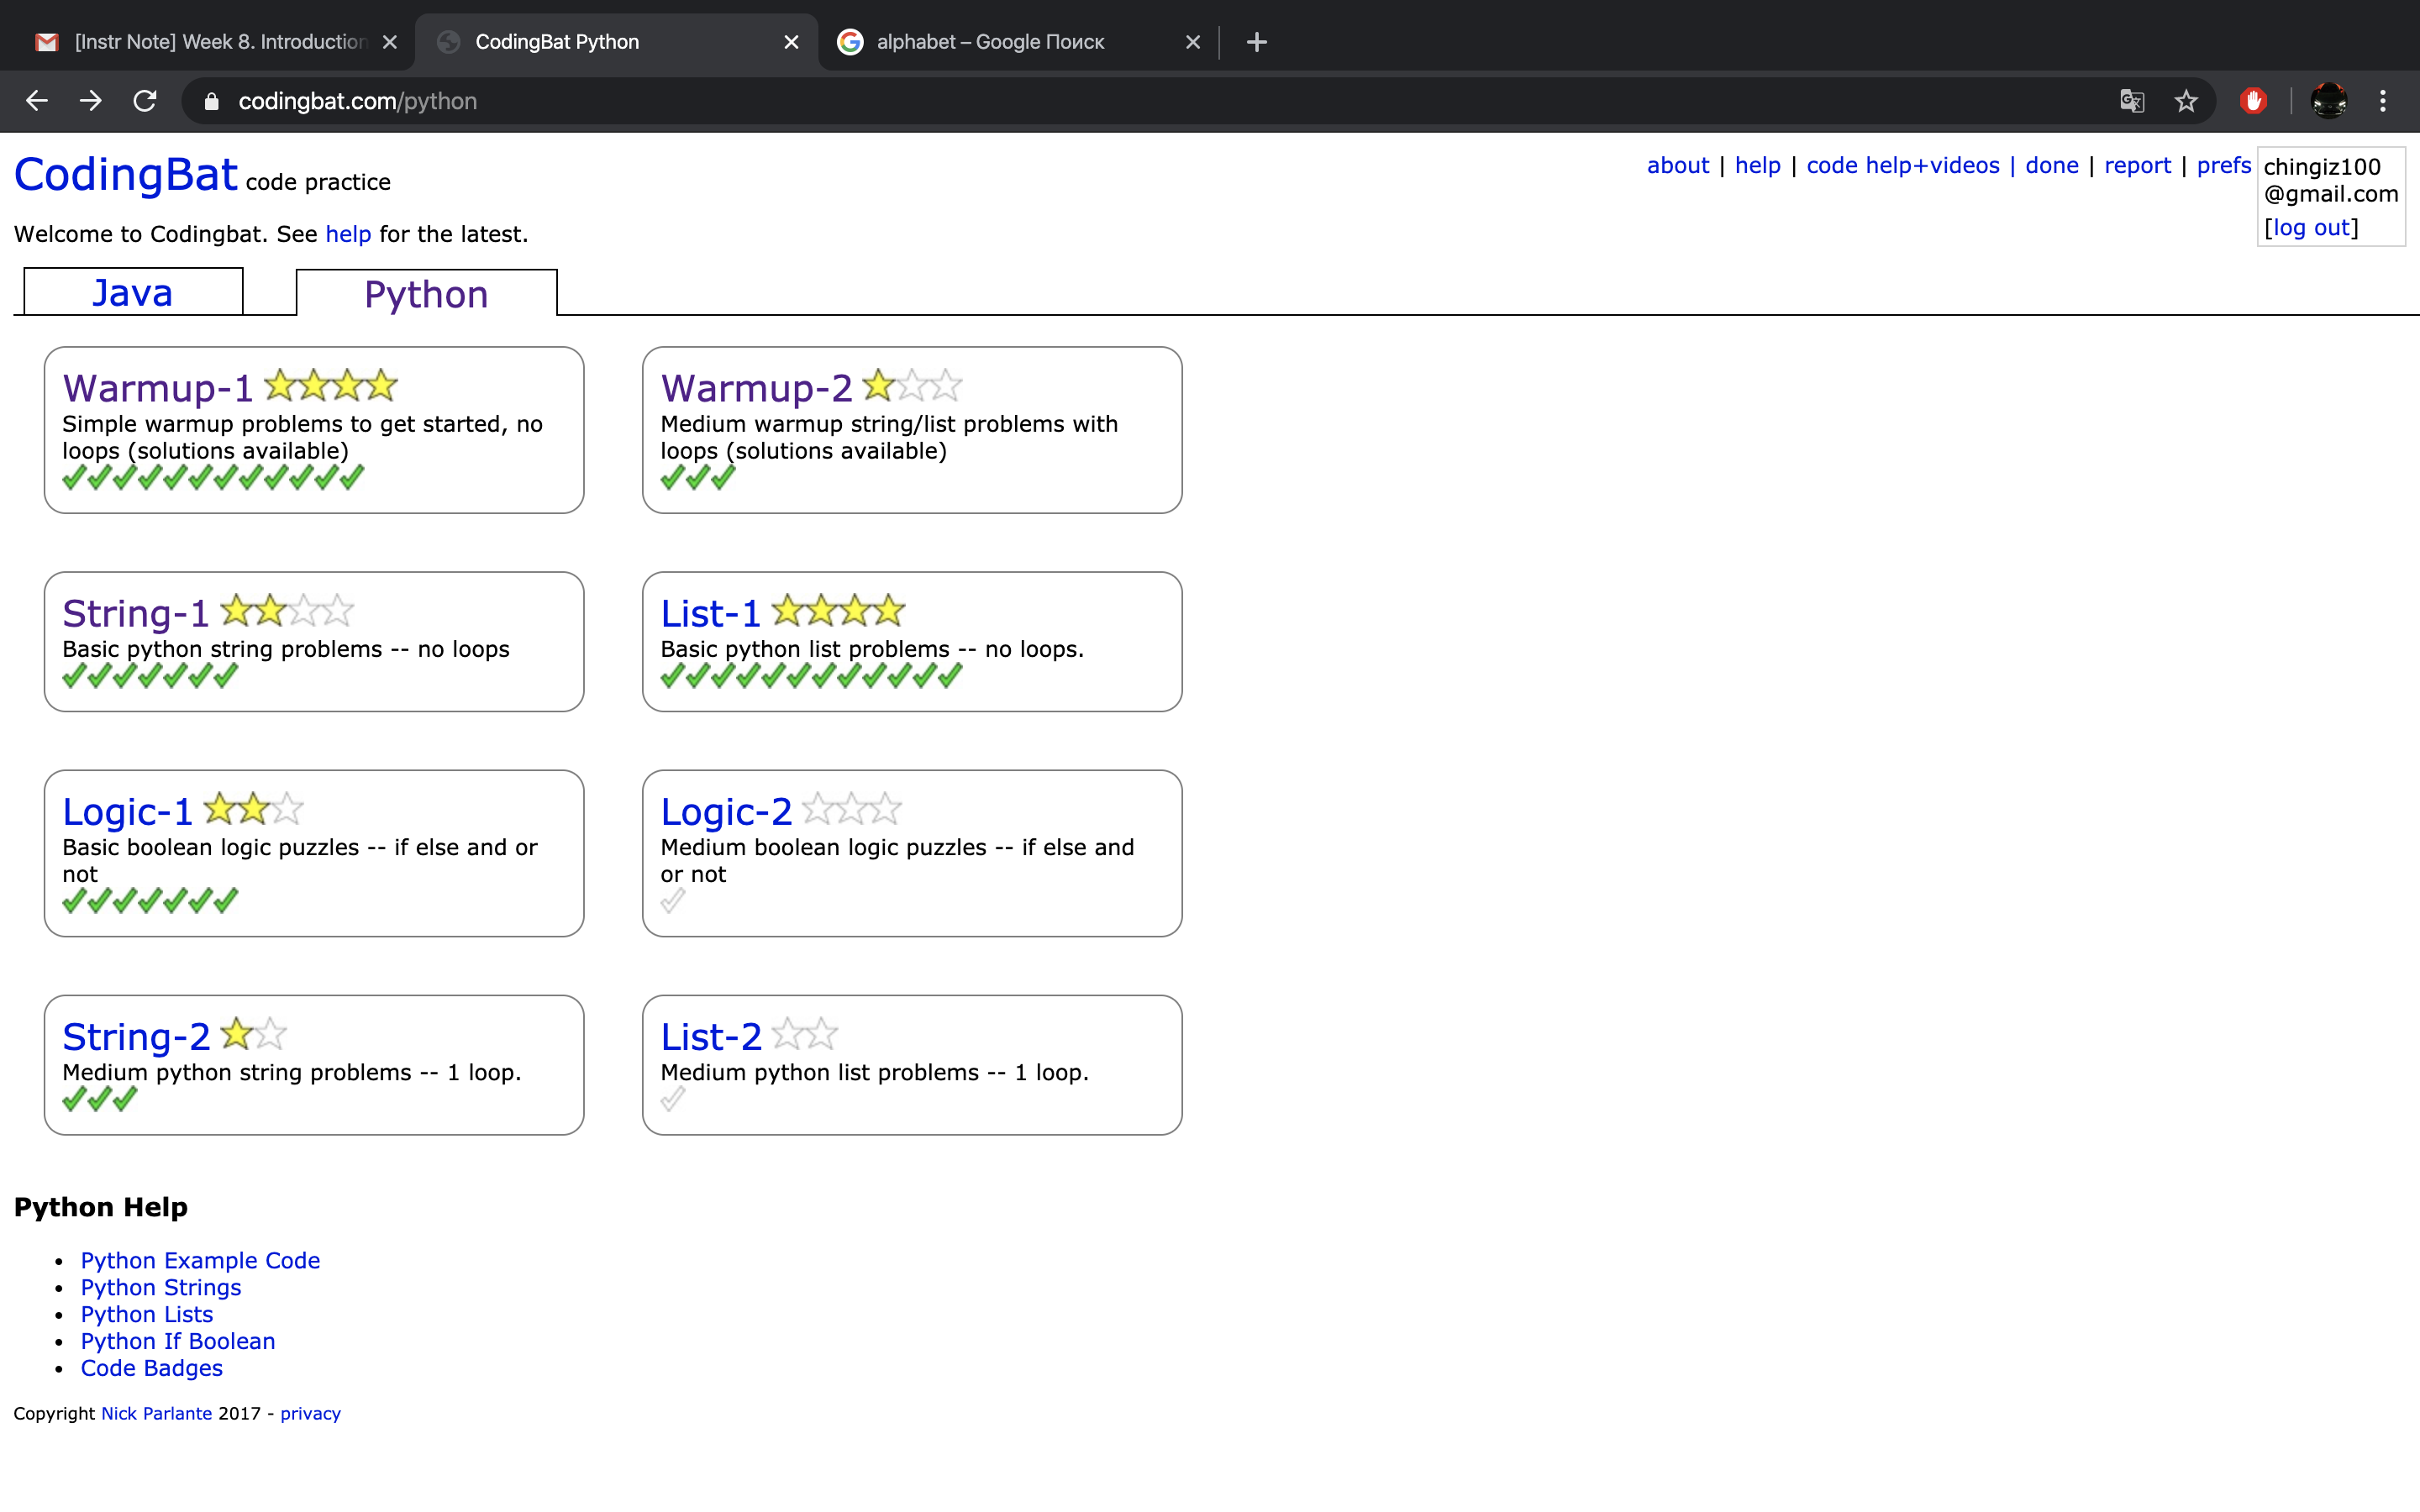 [Instr Note] Week 8. Introduction
CodingBat Python
alphabet – Google Поиск
codingbat.com/python
CodingBat code practice
about | help | code help+videos | done | report | prefs
chingiz100
@gmail.com
[log out]
Welcome to Codingbat. See help for the latest.
Java
Python
Warmup-1
Simple warmup problems to get started, no
loops (solutions available)
Warmup-2
Medium warmup string/list problems with
loops (solutions available)
String-1
Basic python string problems -- no loops
List-1
Basic python list problems -- no loops.
Logic-1
Basic boolean logic puzzles -- if else and or
not
Logic-2
Medium boolean logic puzzles -- if else and
or not
String-2
Medium python string problems -- 1 loop.
List-2
Medium python list problems -- 1 loop.
Python Help
Python Example Code
Python Strings
Python Lists
Python If Boolean
Code Badges
Copyright Nick Parlante 2017 - privacy